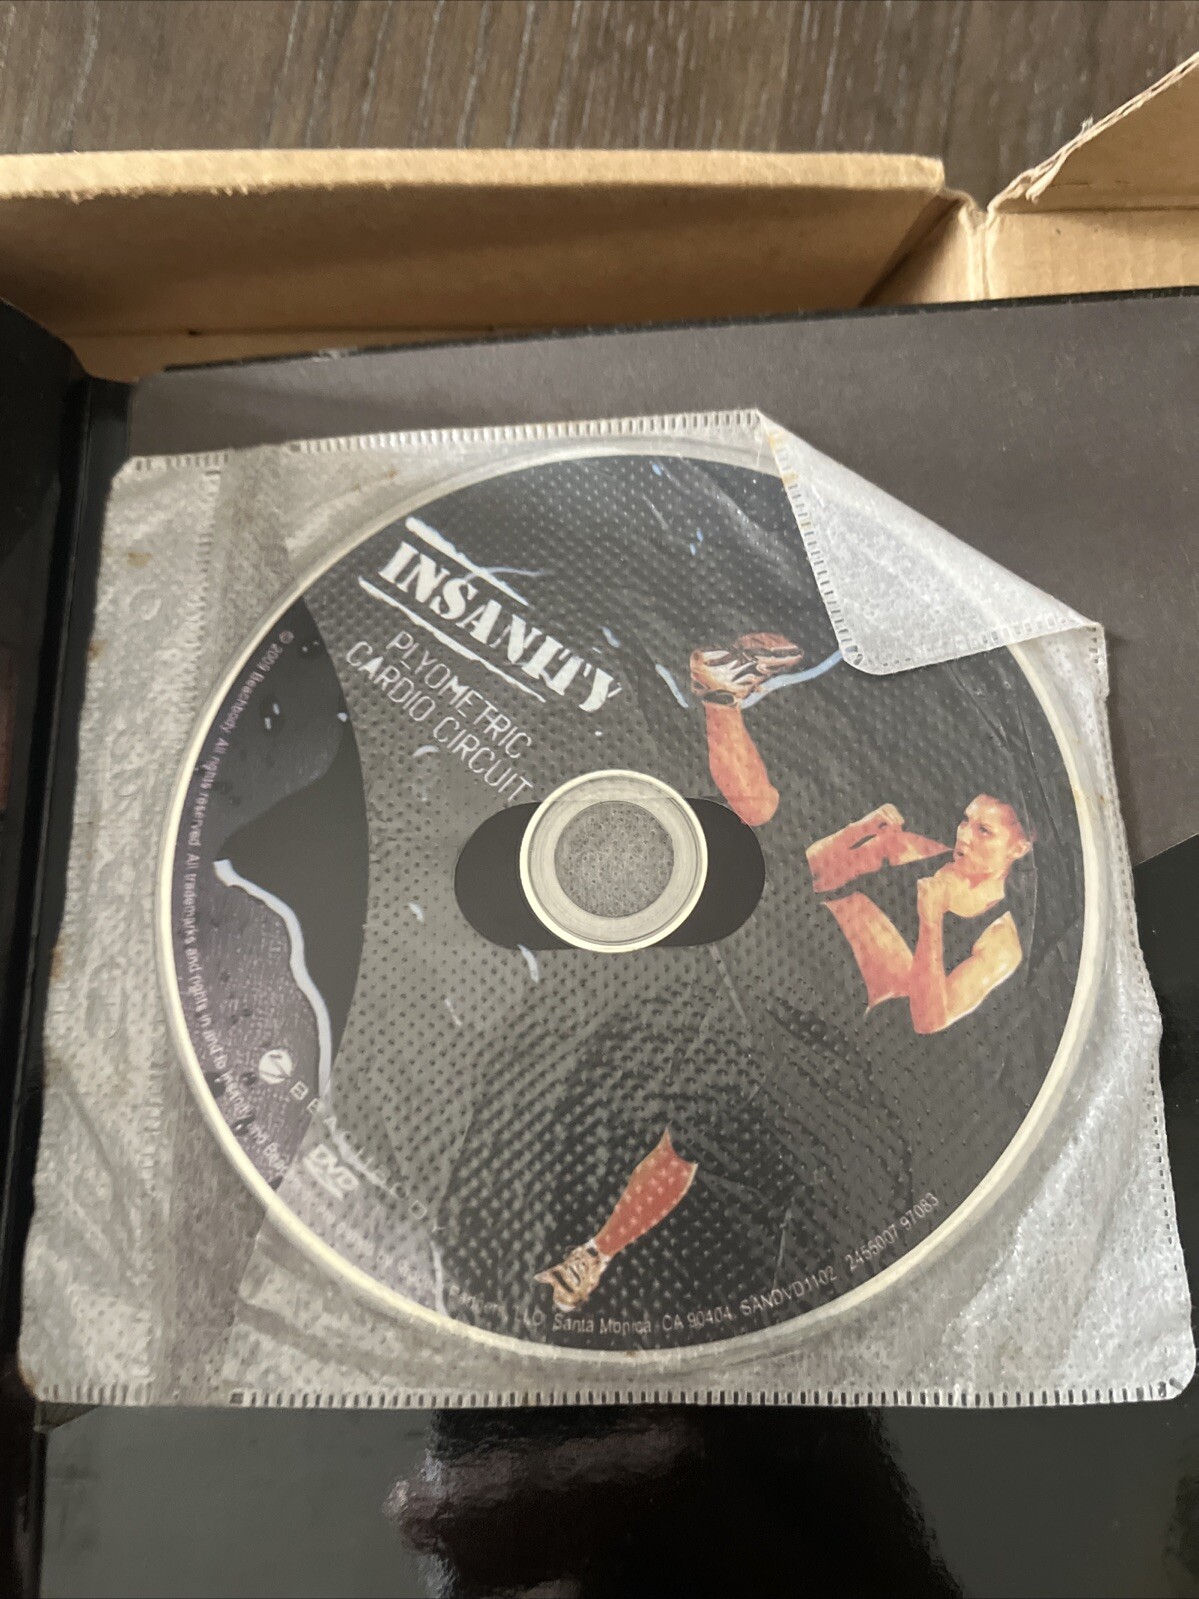 INSANITY
PLYOMETRIC
CARDIO CIRCUIT
© 2009 Beachbody. All rights reserved. All trademarks and rights in and to
BEACHBODY
DVD
Santa Monica, CA 90404. SANDVD1102 2455007 97083